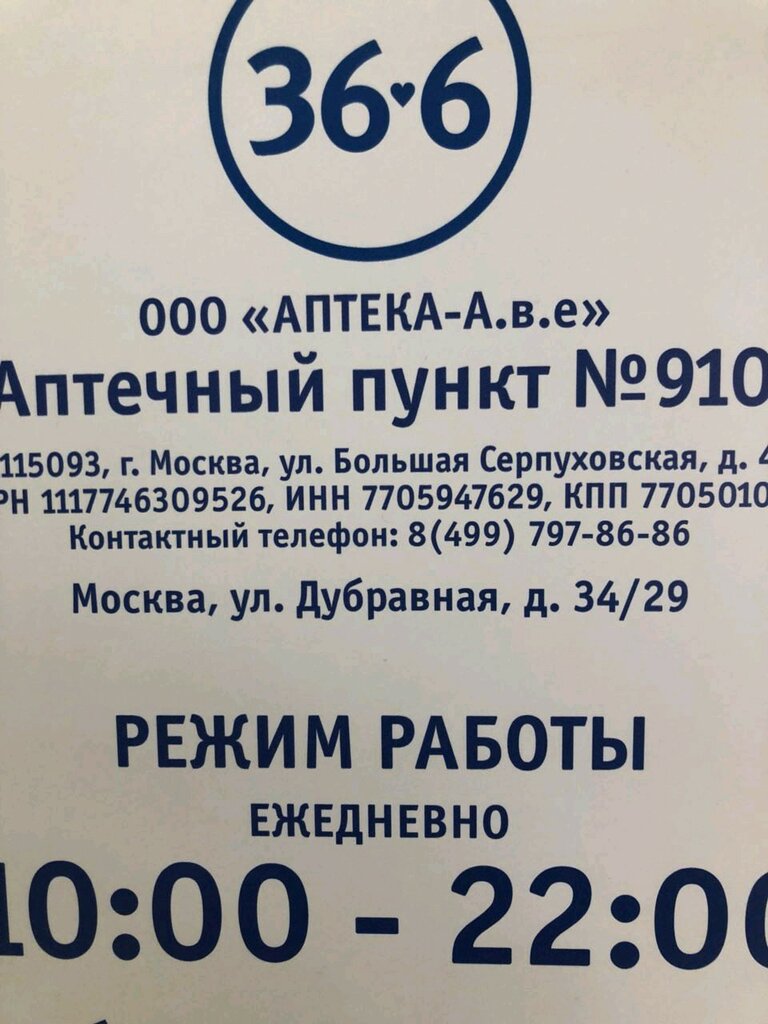 36♥6
ООО «АПТЕКА-А.в.е»
Аптечный пункт №910
115093, г. Москва, ул. Большая Серпуховская, д. 4
РН 1117746309526, ИНН 7705947629, КПП 7705010
Контактный телефон: 8(499) 797-86-86
Москва, ул. Дубравная, д. 34/29
РЕЖИМ РАБОТЫ
ЕЖЕДНЕВНО
10:00 - 22:00